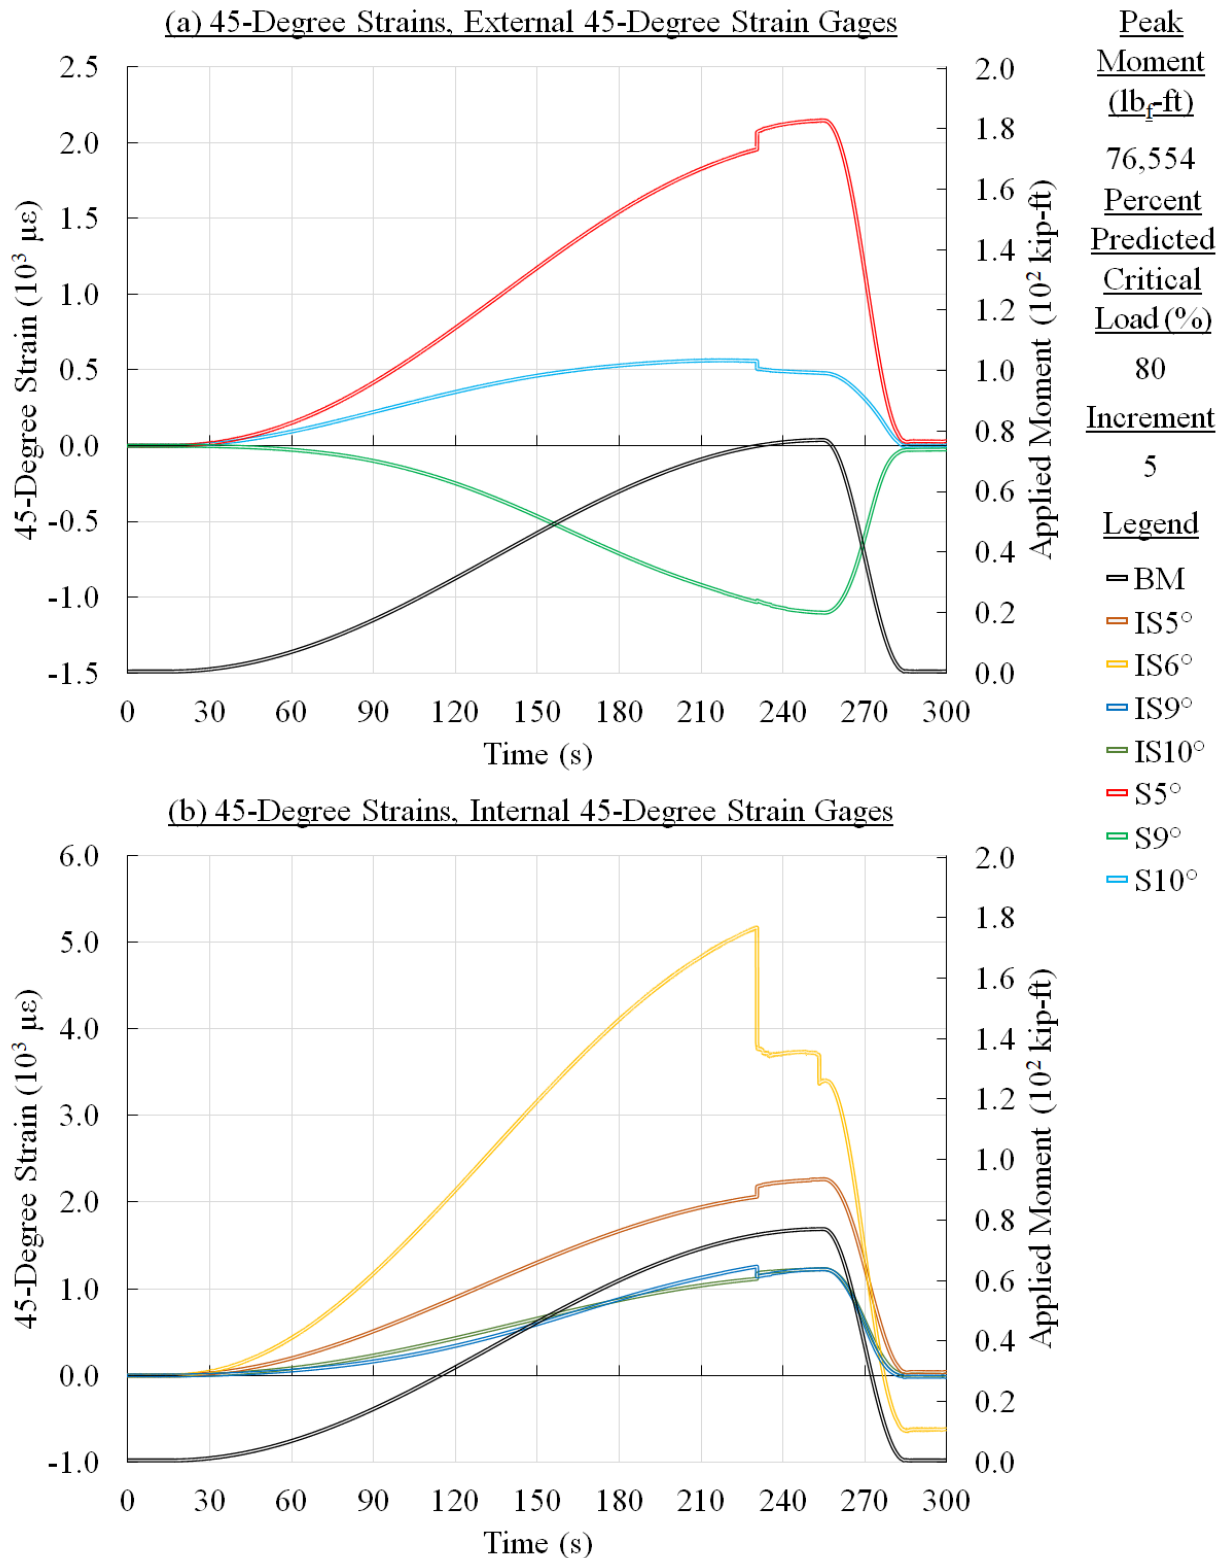 (a) 45-Degree Strains, External 45-Degree Strain Gages
45-Degree Strain (10³ µε)
2.5
2.0
1.5
1.0
0.5
0.0
-0.5
-1.0
-1.5
0 30 60 90 120 150 180 210 240 270 300
Time (s)
2.0
1.8
1.6
1.4
1.2
1.0
0.8
0.6
0.4
0.2
0.0
Applied Moment (10² kip-ft)
(b) 45-Degree Strains, Internal 45-Degree Strain Gages
45-Degree Strain (10³ µε)
6.0
5.0
4.0
3.0
2.0
1.0
0.0
-1.0
0 30 60 90 120 150 180 210 240 270 300
Time (s)
2.0
1.8
1.6
1.4
1.2
1.0
0.8
0.6
0.4
0.2
0.0
Applied Moment (10² kip-ft)
Peak
Moment
(lbf-ft)
76,554
Percent
Predicted
Critical
Load (%)
80
Increment
5
Legend
BM
IS5°
IS6°
IS9°
IS10°
S5°
S9°
S10°